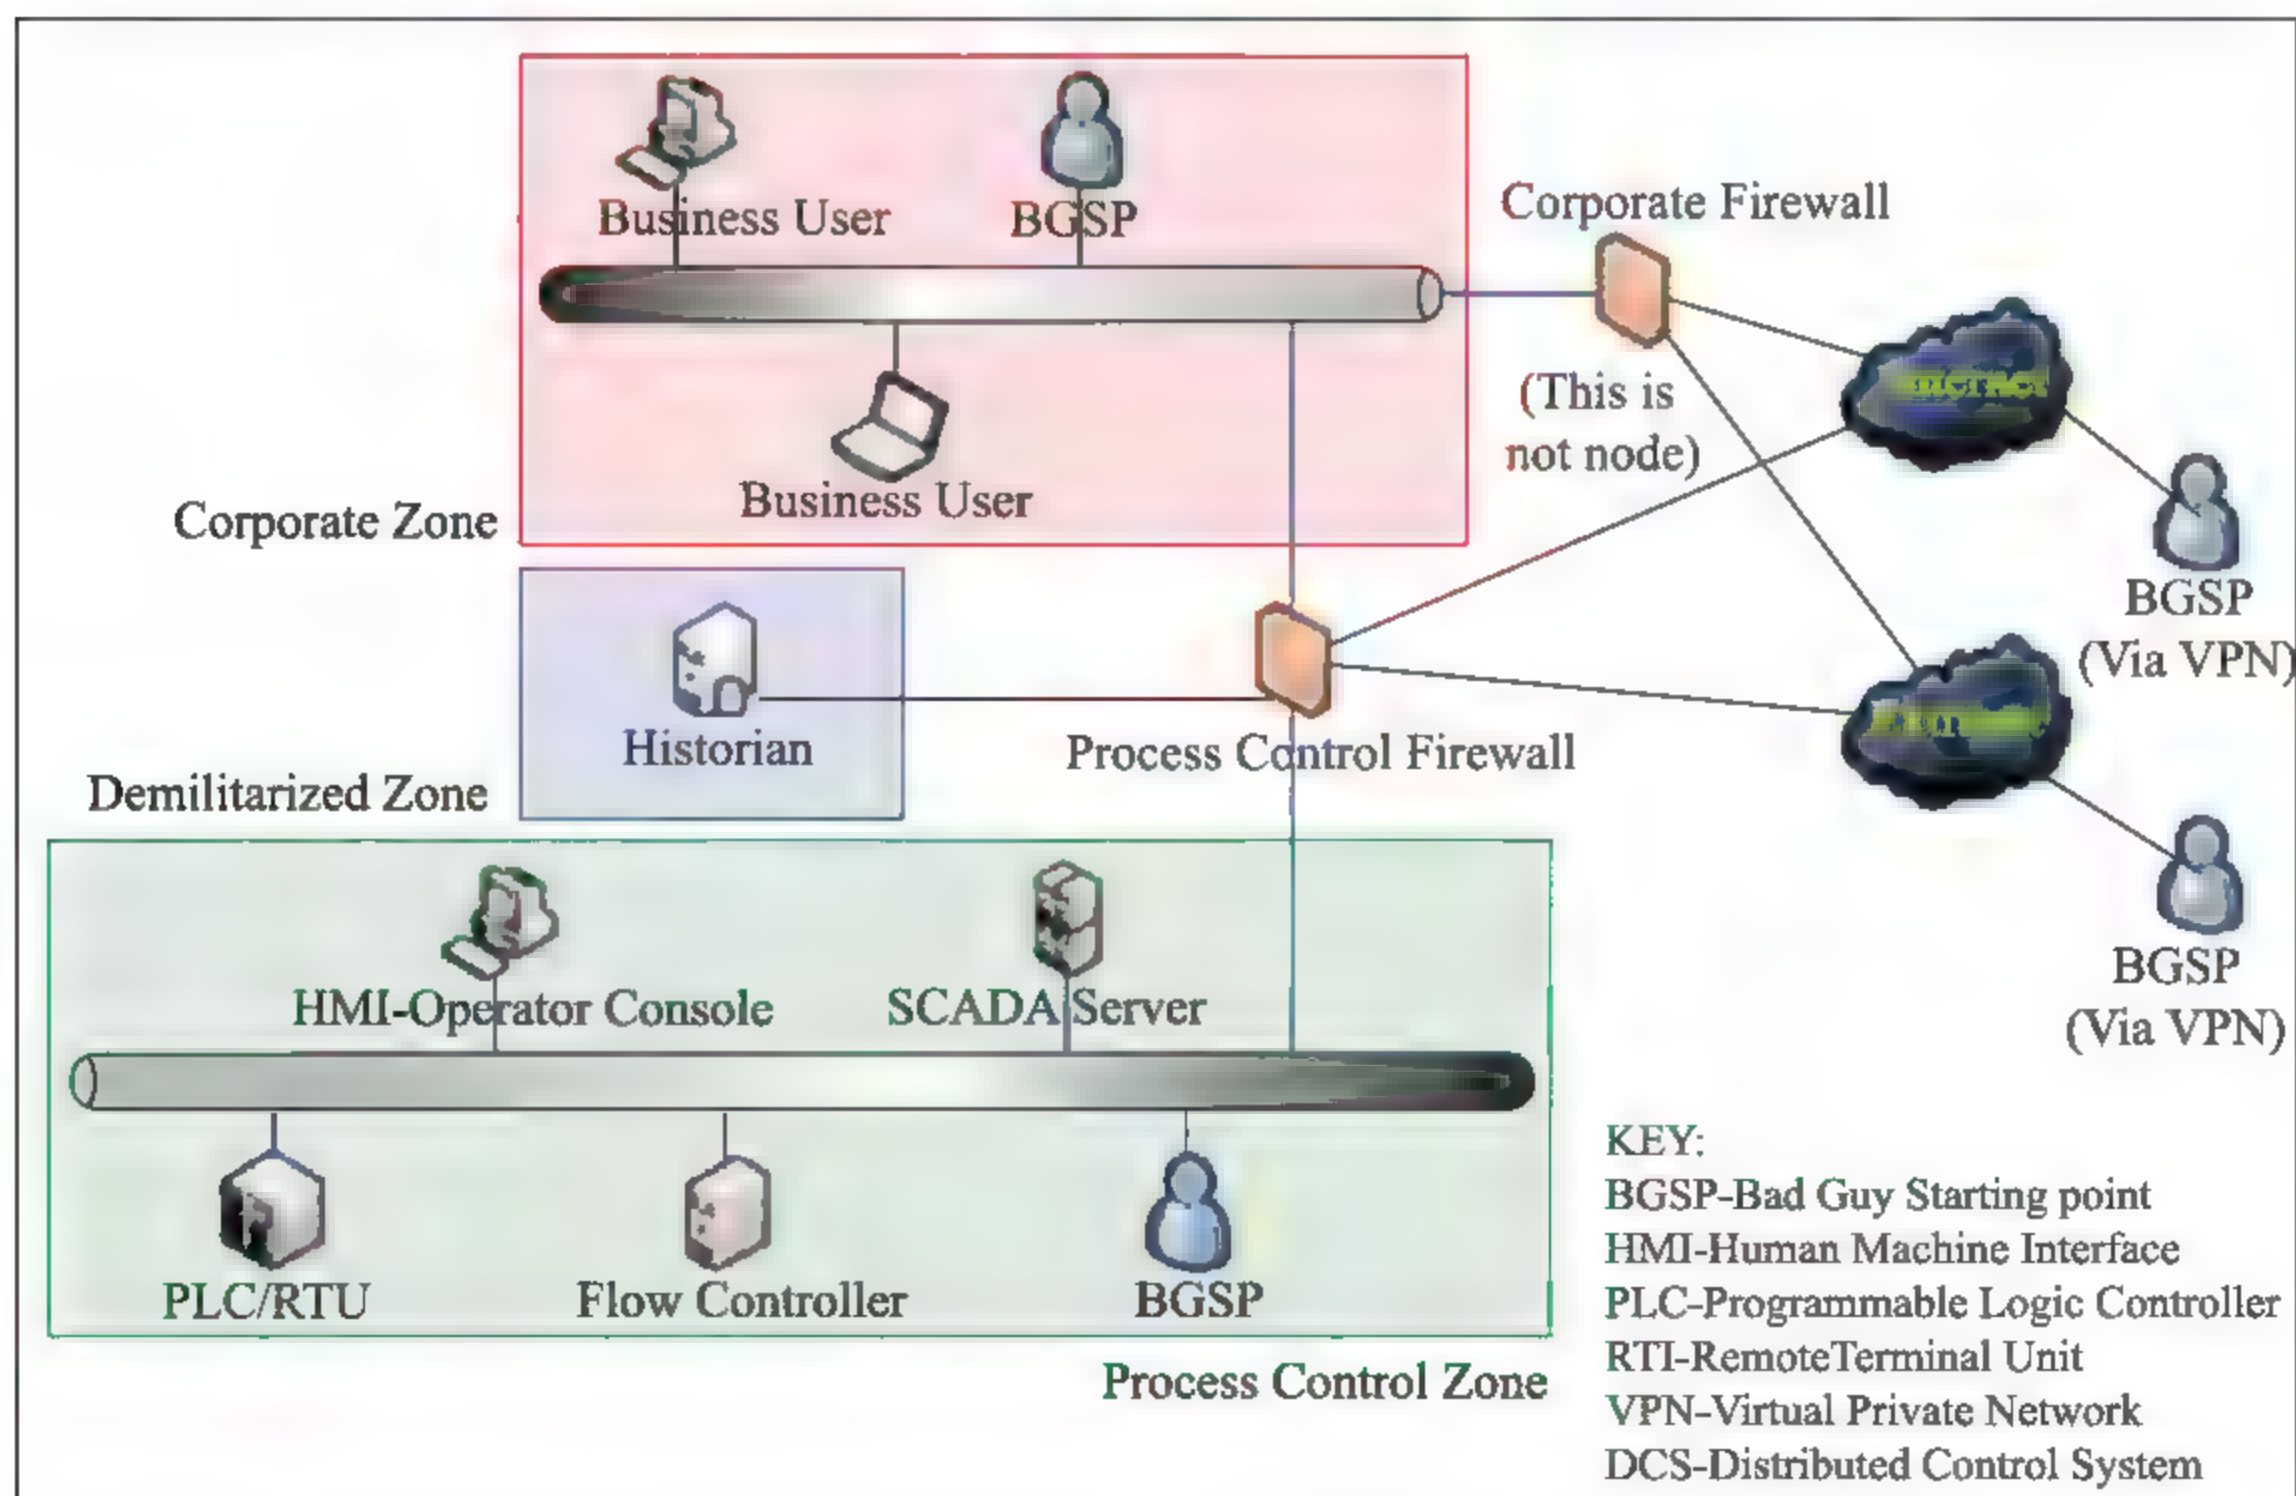 Business User
BGSP
Corporate Firewall
(This is
not node)
Business User
Corporate Zone
BGSP
(Via VPN)
Historian
Process Control Firewall
Demilitarized Zone
HMI-Operator Console
SCADA Server
BGSP
(Via VPN)
PLC/RTU
Flow Controller
BGSP
Process Control Zone
KEY:
BGSP-Bad Guy Starting point
HMI-Human Machine Interface
PLC-Programmable Logic Controller
RTI-RemoteTerminal Unit
VPN-Virtual Private Network
DCS-Distributed Control System